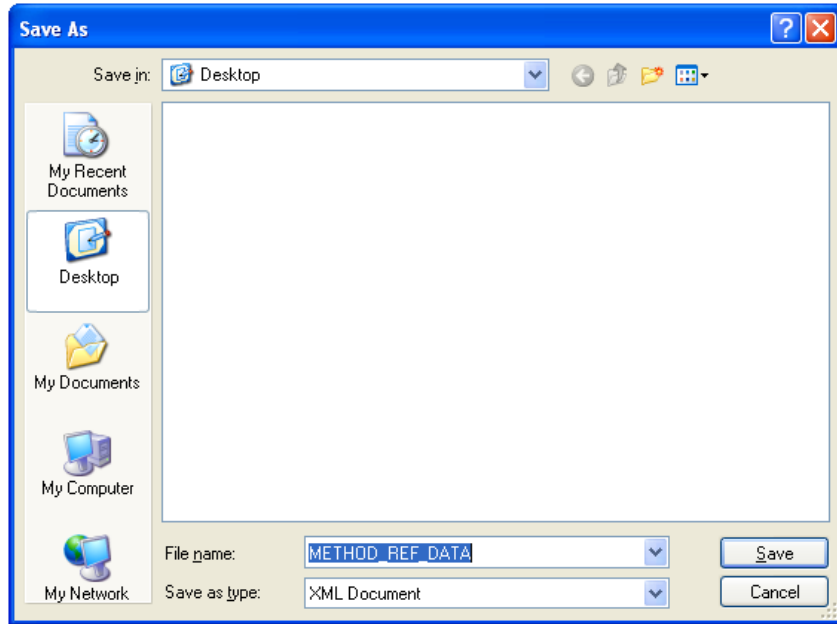 Save As
Save in: Desktop
My Recent
Documents
Desktop
My Documents
My Computer
My Network
File name: METHOD_REF_DATA Save
Save as type: XML Document Cancel